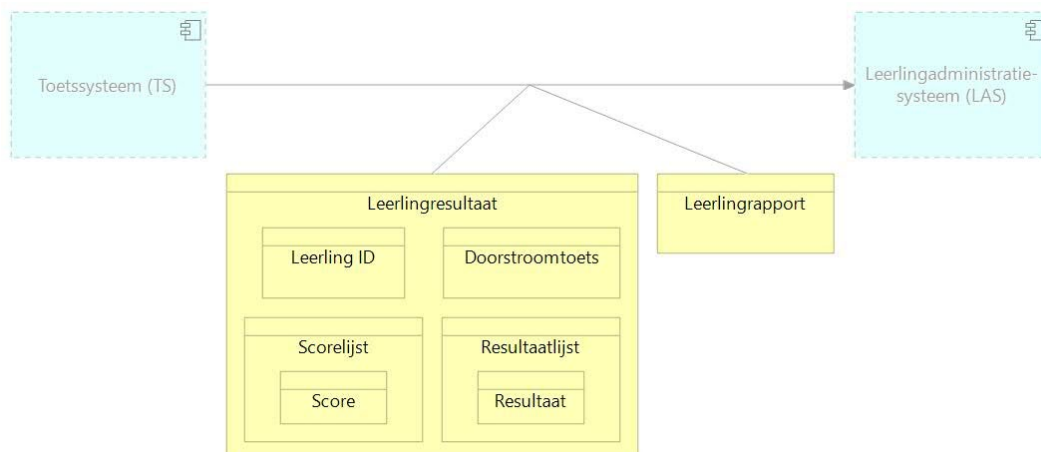 Toetssysteem (TS)
Leerlingadministratie-
systeem (LAS)
Leerlingresultaat
Leerlingrapport
Leerling ID
Doorstroomtoets
Scorelijst
Resultaatlijst
Score
Resultaat